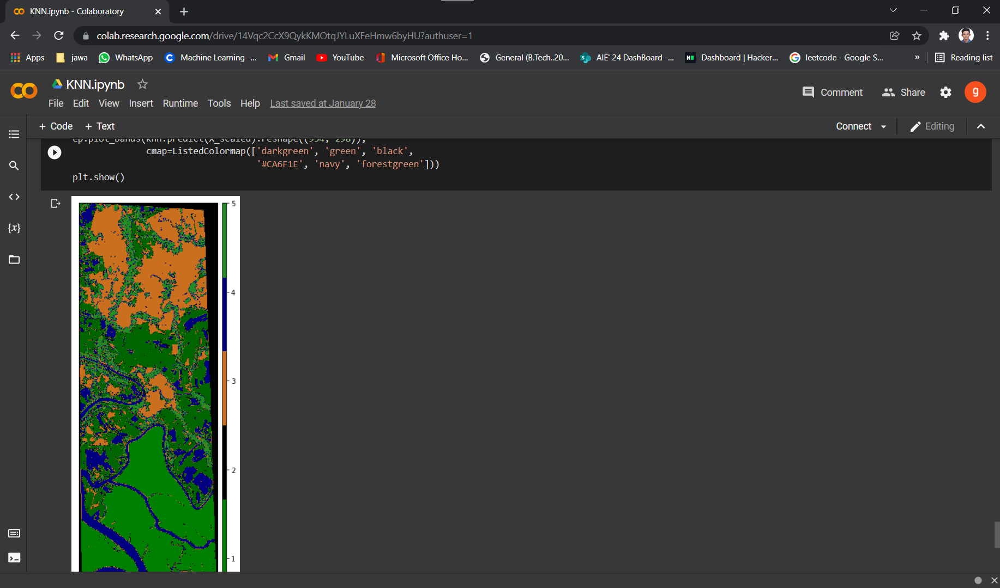 KNN.ipynb - Colaboratory
colab.research.google.com/drive/14Vqc2CcX9QykKMOtqJYLuXFeHmw6byHU?authuser=1
Apps jawa WhatsApp Machine Learning -... Gmail YouTube Microsoft Office Ho... General (B.Tech..20... AIE' 24 DashBoard -... Dashboard | Hacker... leetcode - Google S... » Reading list
KNN.ipynb
Comment Share g
File Edit View Insert Runtime Tools Help Last saved at January 28
+ Code + Text Connect Editing
ep.plot_bands(knn.predict(X_scaled).reshape((954, 298)),
cmap=ListedColormap(['darkgreen', 'green', 'black',
'#CA6F1E', 'navy', 'forestgreen']))
plt.show()
{x}
5
4
3
2
1